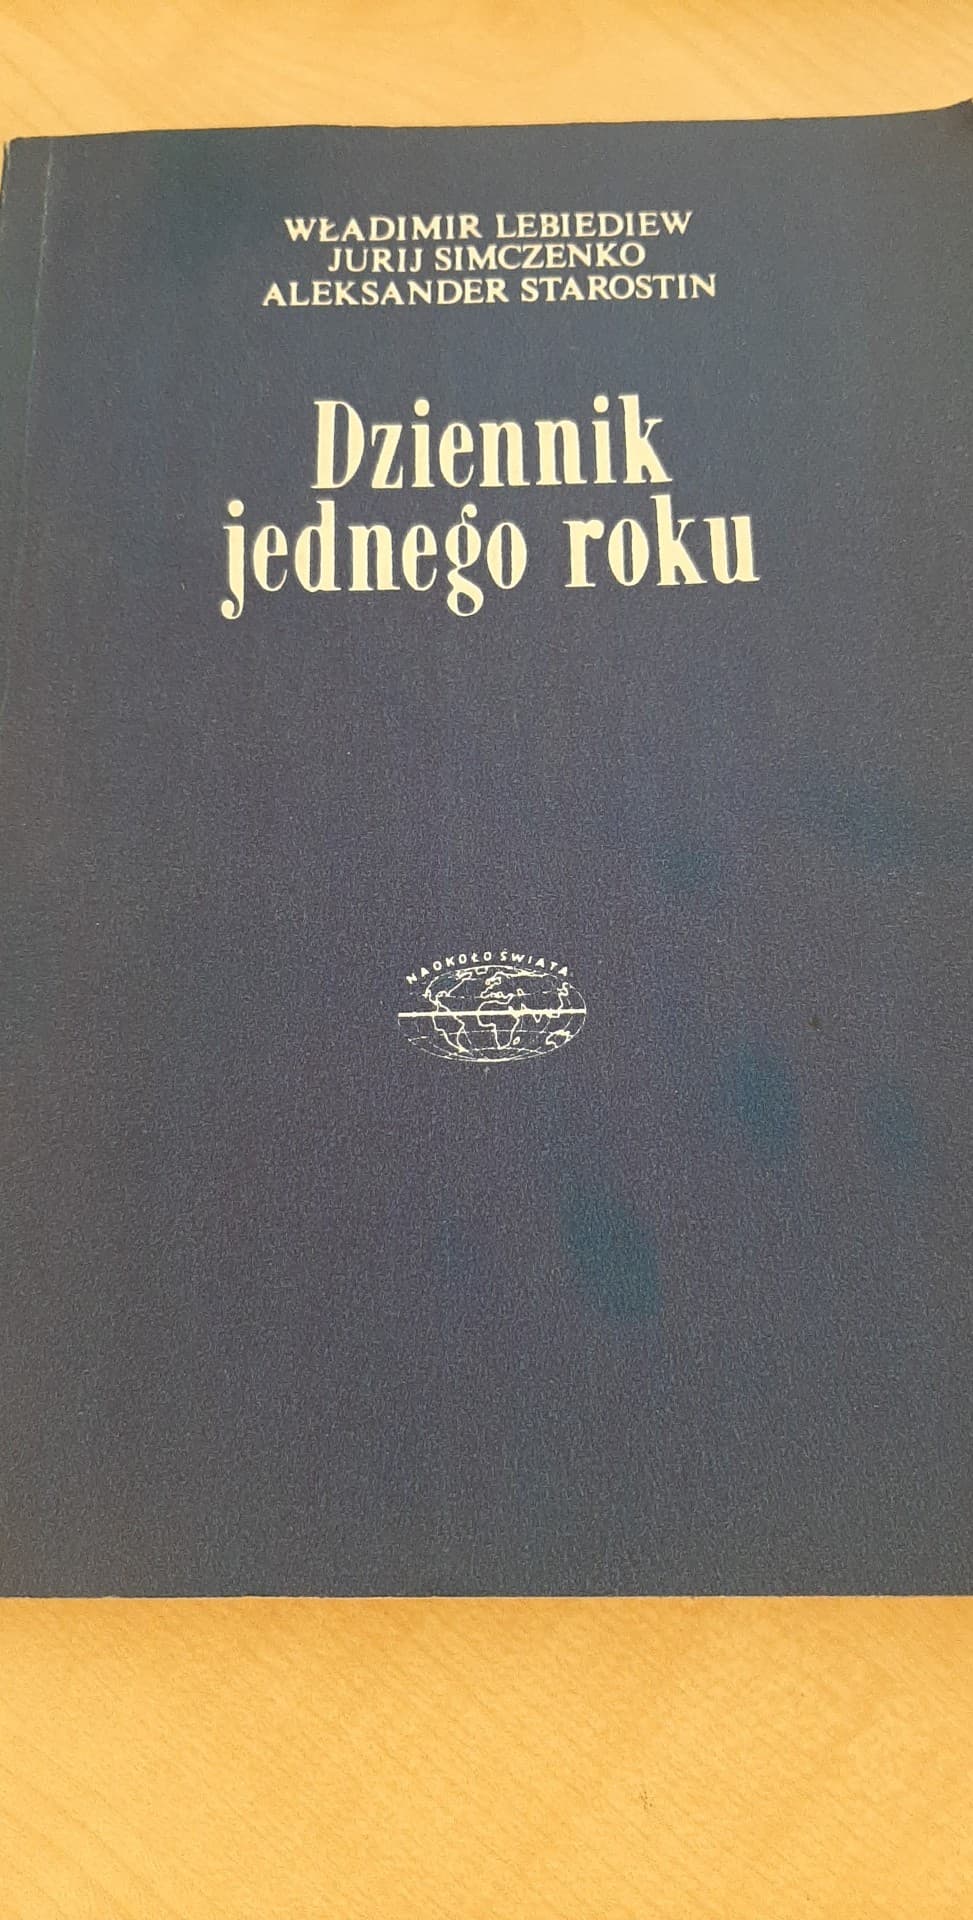 WŁADIMIR LEBIEDIEW
JURIJ SIMCZENKO
ALEKSANDER STAROSTIN
Dziennik
jednego roku
NAOKOŁO ŚWIATA